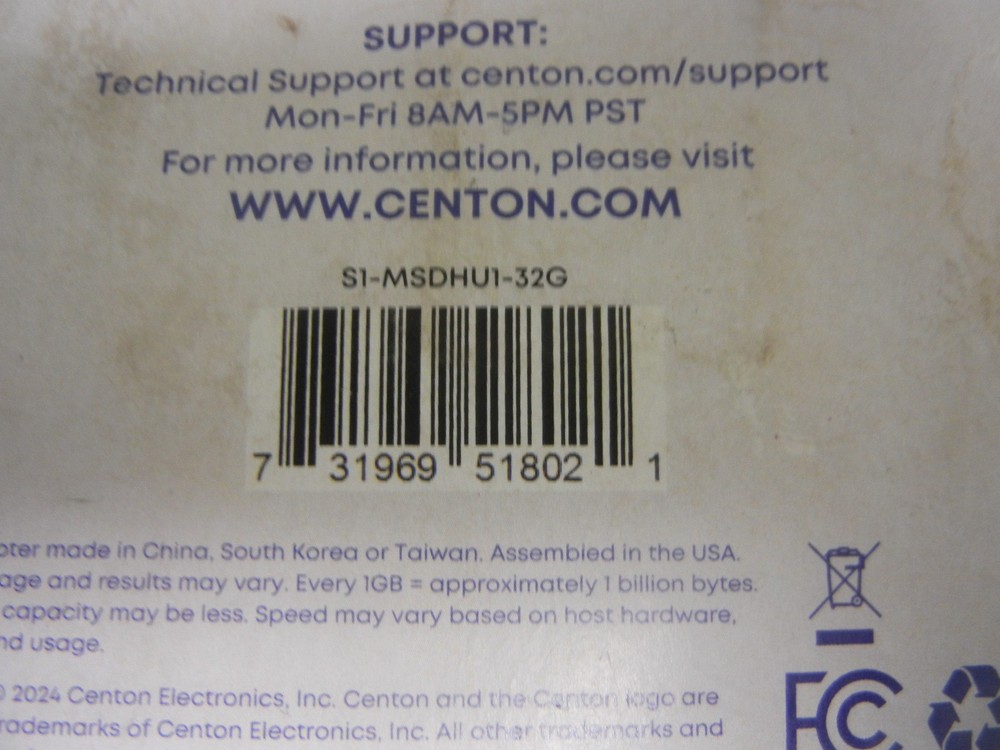 SUPPORT:
Technical Support at centon.com/support
Mon-Fri 8AM-5PM PST
For more information, please visit
WWW.CENTON.COM
S1-MSDHU1-32G
7 31969 51802 1
made in China, South Korea or Taiwan. Assembled in the USA.
and results may vary. Every 1GB = approximately 1 billion bytes.
capacity may be less. Speed may vary based on host hardware,
usage.
2024 Centon Electronics, Inc. Centon and the Centon logo are
of Centon Electronics, Inc. All other trademarks and
FC